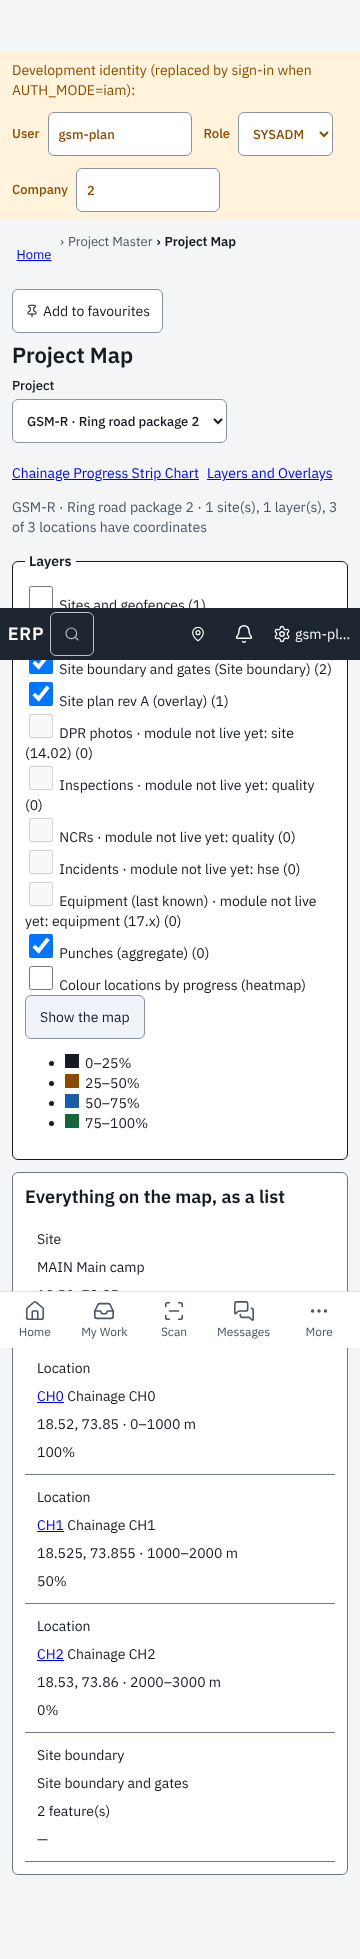 Development identity (replaced by sign-in when
AUTH_MODE=iam):
User gsm-plan Role SYSADM
Company 2
Home › Project Master › Project Map
Add to favourites
Project Map
Project
GSM-R · Ring road package 2
Chainage Progress Strip Chart Layers and Overlays
GSM-R · Ring road package 2 · 1 site(s), 1 layer(s), 3
of 3 locations have coordinates
Layers
Sites and geofences (1)
ERP gsm-pl...
Site boundary and gates (Site boundary) (2)
Site plan rev A (overlay) (1)
DPR photos · module not live yet: site
(14.02) (0)
Inspections · module not live yet: quality
(0)
NCRs · module not live yet: quality (0)
Incidents · module not live yet: hse (0)
Equipment (last known) · module not live
yet: equipment (17.x) (0)
Punches (aggregate) (0)
Colour locations by progress (heatmap)
Show the map
0–25%
25–50%
50–75%
75–100%
Everything on the map, as a list
Site
MAIN Main camp
Home My Work Scan Messages More
Location
CH0 Chainage CH0
18.52, 73.85 · 0–1000 m
100%
Location
CH1 Chainage CH1
18.525, 73.855 · 1000–2000 m
50%
Location
CH2 Chainage CH2
18.53, 73.86 · 2000–3000 m
0%
Site boundary
Site boundary and gates
2 feature(s)
—